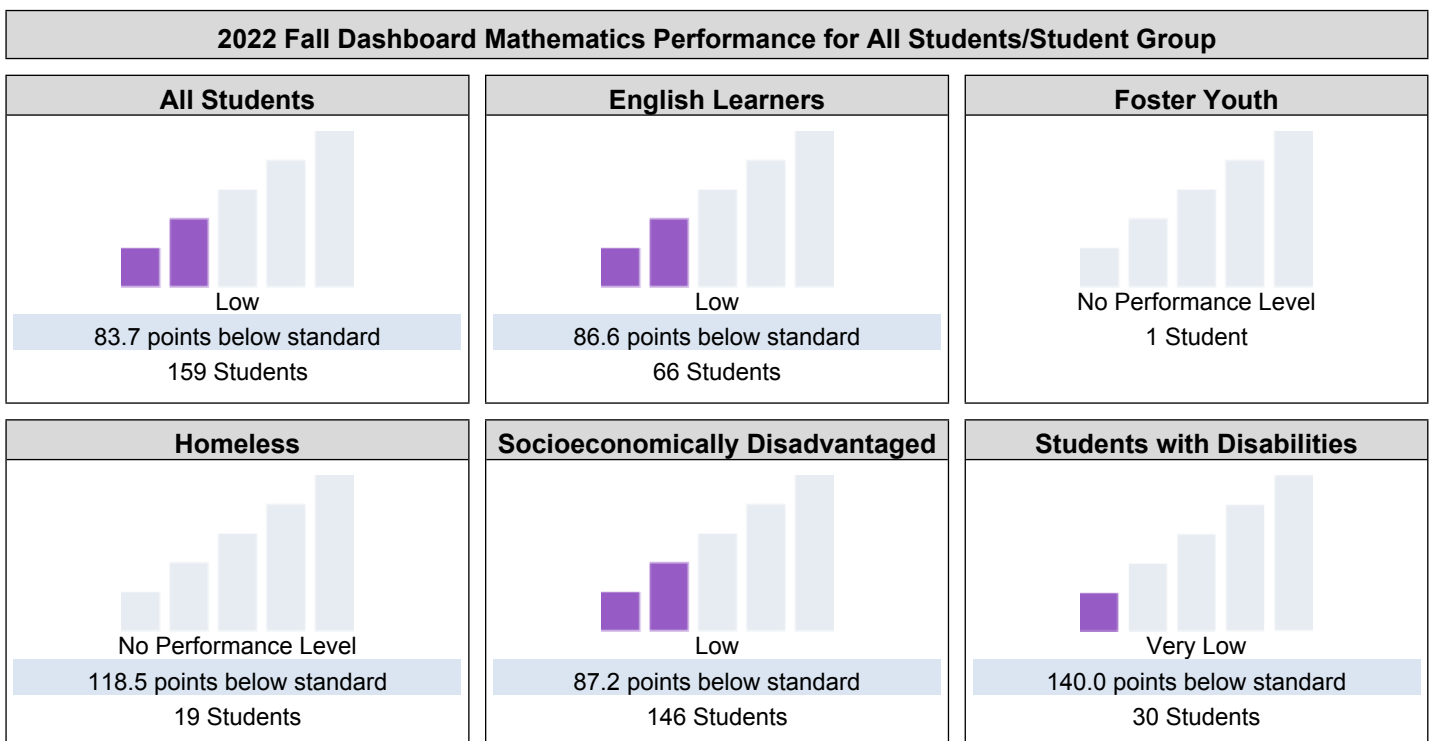 2022 Fall Dashboard Mathematics Performance for All Students/Student Group
All Students
Low
83.7 points below standard
159 Students
English Learners
Low
86.6 points below standard
66 Students
Foster Youth
No Performance Level
1 Student
Homeless
No Performance Level
118.5 points below standard
19 Students
Socioeconomically Disadvantaged
Low
87.2 points below standard
146 Students
Students with Disabilities
Very Low
140.0 points below standard
30 Students